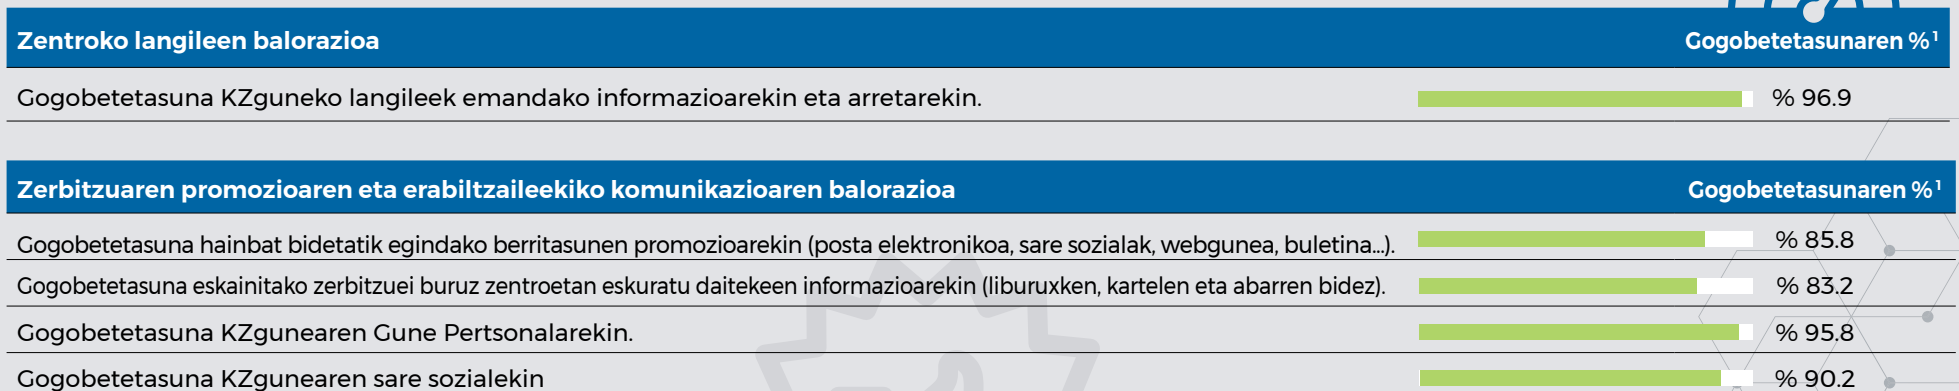 Zentroko langileen balorazioa Gogobetetasunaren % ¹
Gogobetetasuna KZguneko langileek emandako informazioarekin eta arretarekin. % 96.9
Zerbitzuaren promozioaren eta erabiltzaileekiko komunikazioaren balorazioa Gogobetetasunaren % ¹
Gogobetetasuna hainbat bidetatik egindako berritasunen promozioarekin (posta elektronikoa, sare sozialak, webgunea, buletina...). % 85.8
Gogobetetasuna eskainitako zerbitzuei buruz zentroetan eskuratu daitekeen informazioarekin (liburuxken, kartelen eta abarren bidez). % 83.2
Gogobetetasuna KZgunearen Gune Pertsonalarekin. % 95.8
Gogobetetasuna KZgunearen sare sozialekin % 90.2